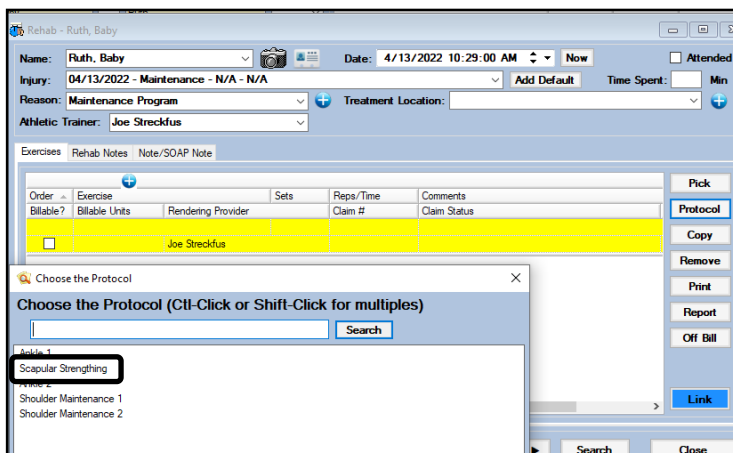 Rehab - Ruth, Baby
Name: Ruth, Baby Date: 4/13/2022 10:29:00 AM Now Attended
Injury: 04/13/2022 - Maintenance - N/A - N/A Add Default Time Spent: Min
Reason: Maintenance Program Treatment Location:
Athletic Trainer: Joe Streckfus
Exercises Rehab Notes Note/SOAP Note
Pick
Order Exercise Sets Reps/Time Comments
Billable? Billable Units Rendering Provider Claim # Claim Status
Protocol
Copy
Joe Streckfus
Remove
Choose the Protocol
Print
Choose the Protocol (Ctl-Click or Shift-Click for multiples)
Report
Search
Off Bill
Ankle 1
Scapular Strengthing
Ankle 2
Shoulder Maintenance 1
Link
Shoulder Maintenance 2
Search Close